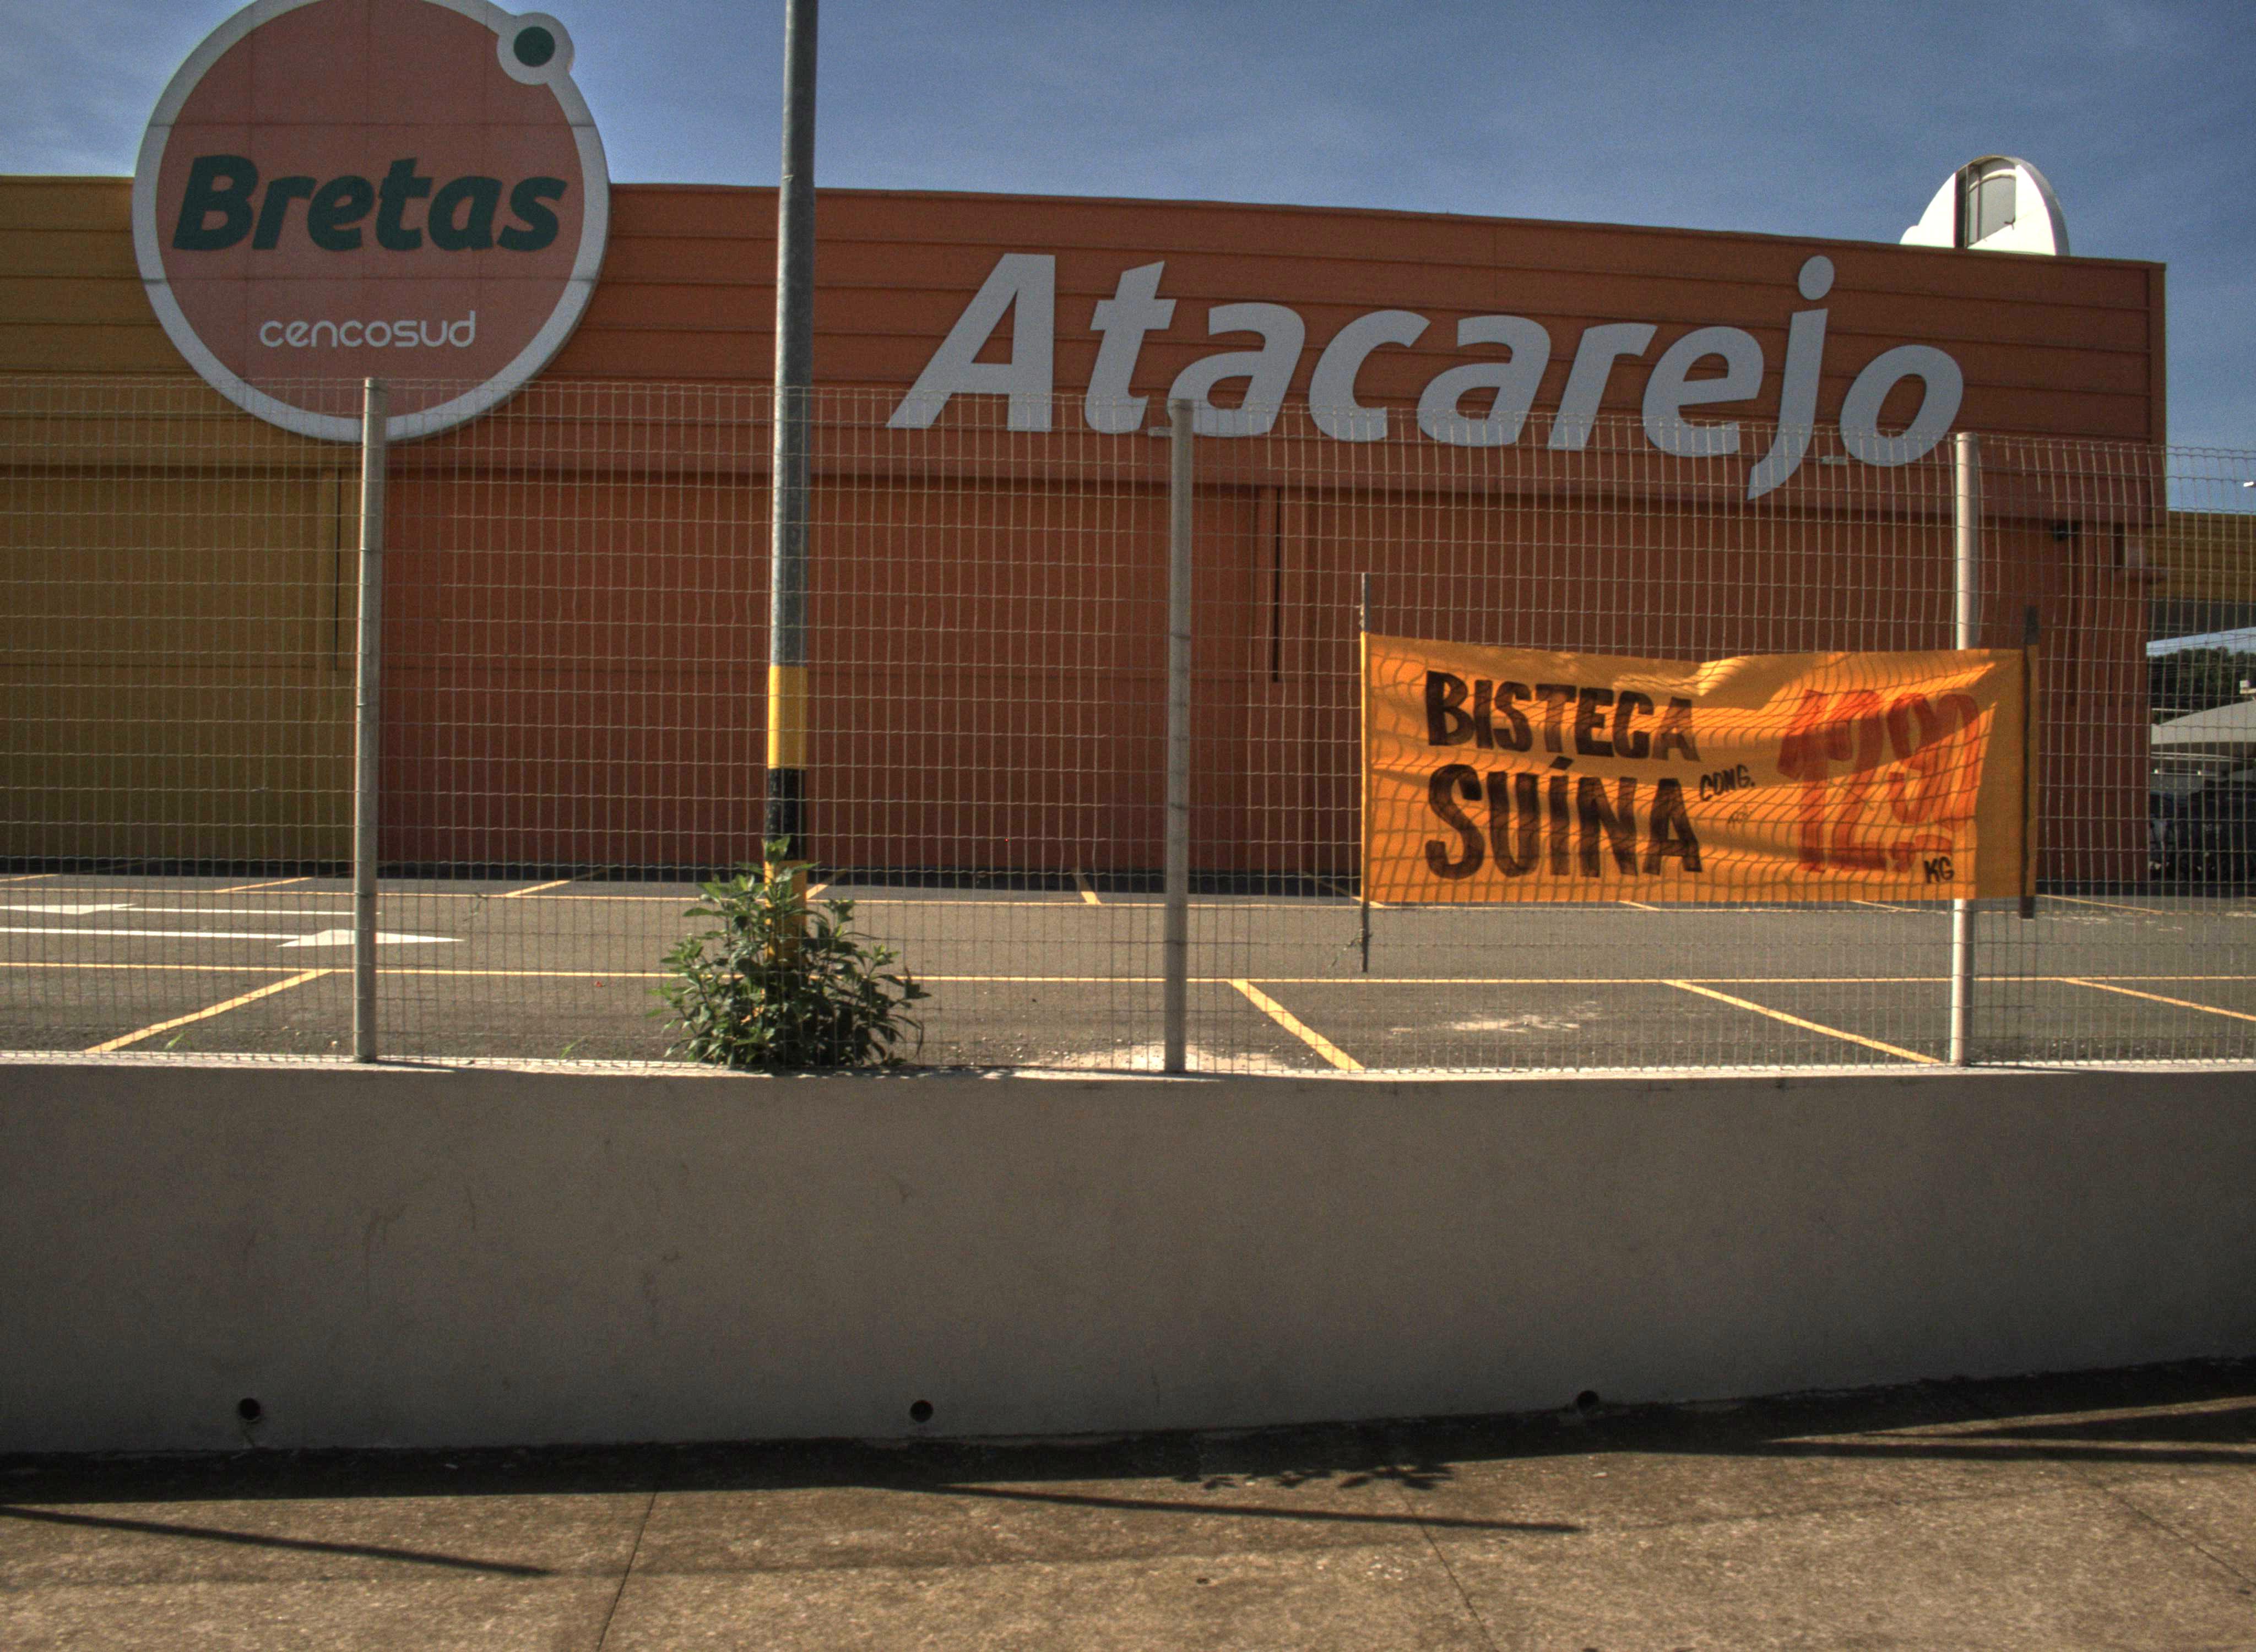 Bretas
cencosud
Atacarejo
BISTECA
SUÍNA CONG.
KG